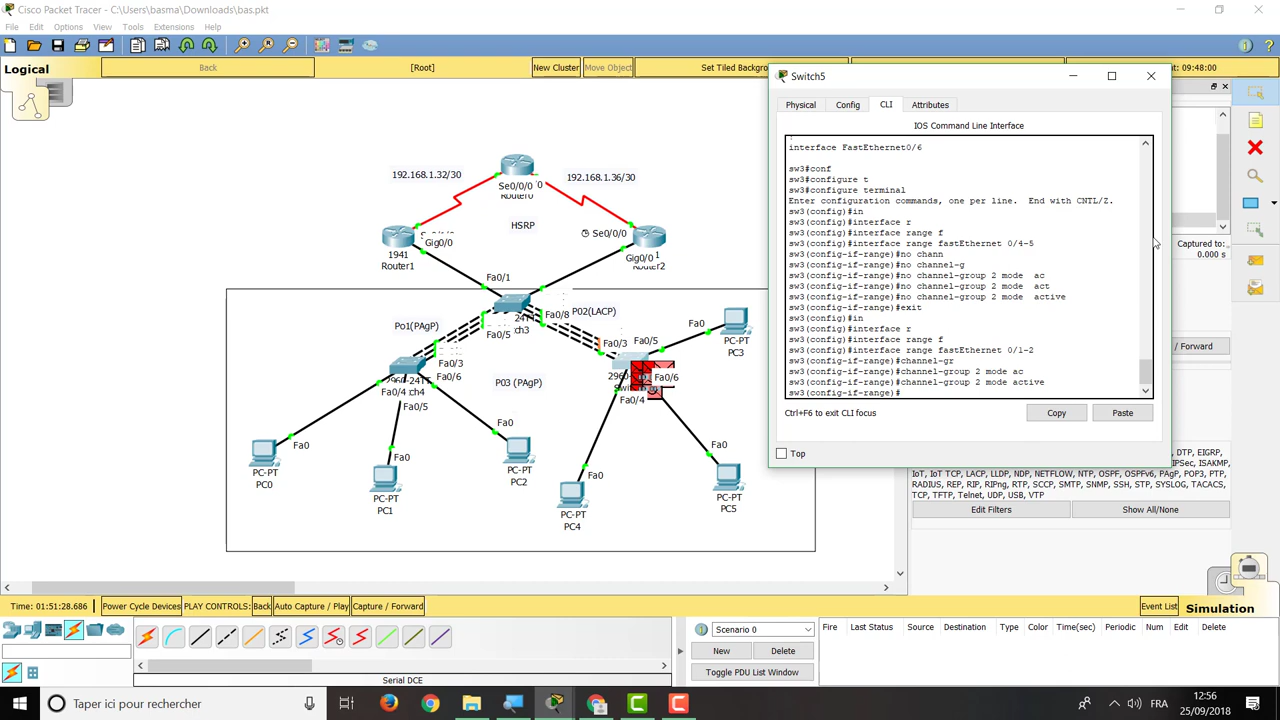 Cisco Packet Tracer - C:\Users\basma\Downloads\bas.pkt
File Edit Options View Tools Extensions Help
Logical
Back
[Root]
New Cluster
Move Object
Set Tiled Backgro
09:48:00
192.168.1.32/30
192.168.1.36/30
Se0/0/0
Router0
HSRP
Gig0/0
1941
Router1
Se0/0/0
Gig0/0
Router2
Fa0/1
Fa0/8
Po1(PAgP)
Fa0/5
P02(LACP)
Fa0/3
Fa0/5
Fa0
PC-PT
PC3
Fa0/3
Fa0/6
Fa0/4
Fa0/5
P03 (PAgP)
Fa0/6
Fa0/4
Fa0
PC-PT
PC0
Fa0
PC-PT
PC1
Fa0
PC-PT
PC2
Fa0
PC-PT
PC4
Fa0
PC-PT
PC5
Switch5
Physical
Config
CLI
Attributes
IOS Command Line Interface
interface FastEthernet0/6
sw3#conf
sw3#configure t
sw3#configure terminal
Enter configuration commands, one per line.  End with CNTL/Z.
sw3(config)#in
sw3(config)#interface r
sw3(config)#interface range f
sw3(config)#interface range fastEthernet 0/4-5
sw3(config-if-range)#no chann
sw3(config-if-range)#no channel-g
sw3(config-if-range)#no channel-group 2 mode  ac
sw3(config-if-range)#no channel-group 2 mode  act
sw3(config-if-range)#no channel-group 2 mode  active
sw3(config-if-range)#exit
sw3(config)#in
sw3(config)#interface r
sw3(config)#interface range f
sw3(config)#interface range fastEthernet 0/1-2
sw3(config-if-range)#channel-gr
sw3(config-if-range)#channel-group 2 mode ac
sw3(config-if-range)#channel-group 2 mode active
sw3(config-if-range)#
Ctrl+F6 to exit CLI focus
Copy
Paste
Top
Captured to:
0.000 s
/ Forward
DTP, EIGRP,
IPSec, ISAKMP,
IoT, IoT TCP, LACP, LLDP, NDP, NETFLOW, NTP, OSPF, OSPFv6, PAgP, POP3, PTP,
RADIUS, REP, RIP, RIPng, RTP, SCCP, SMTP, SNMP, SSH, STP, SYSLOG, TACACS,
TCP, TFTP, Telnet, UDP, USB, VTP
Edit Filters
Show All/None
Time: 01:51:28.686
Power Cycle Devices
PLAY CONTROLS:
Back
Auto Capture / Play
Capture / Forward
Event List
Simulation
Scenario 0
New
Delete
Toggle PDU List Window
Fire Last Status Source Destination Type Color Time(sec) Periodic Num Edit Delete
Serial DCE
Taper ici pour rechercher
FRA
12:56
25/09/2018